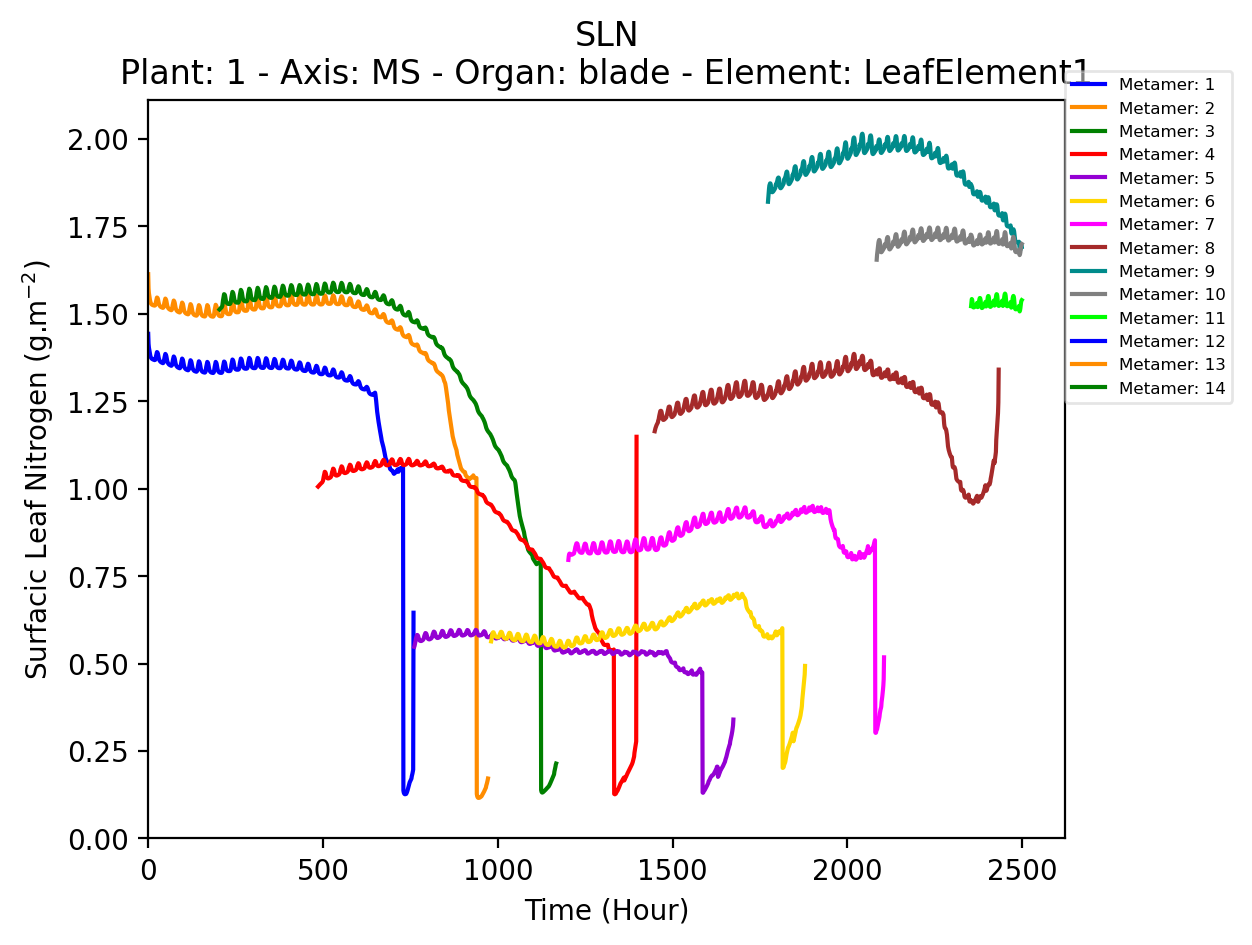 SLN
Plant: 1 - Axis: MS - Organ: blade - Element: LeafElement1
Metamer: 1
Metamer: 2
Metamer: 3
Metamer: 4
Metamer: 5
Metamer: 6
Metamer: 7
Metamer: 8
Metamer: 9
Metamer: 10
Metamer: 11
Metamer: 12
Metamer: 13
Metamer: 14
Surfacic Leaf Nitrogen (g.m⁻²)
2.00
1.75
1.50
1.25
1.00
0.75
0.50
0.25
0.00
0 500 1000 1500 2000 2500
Time (Hour)